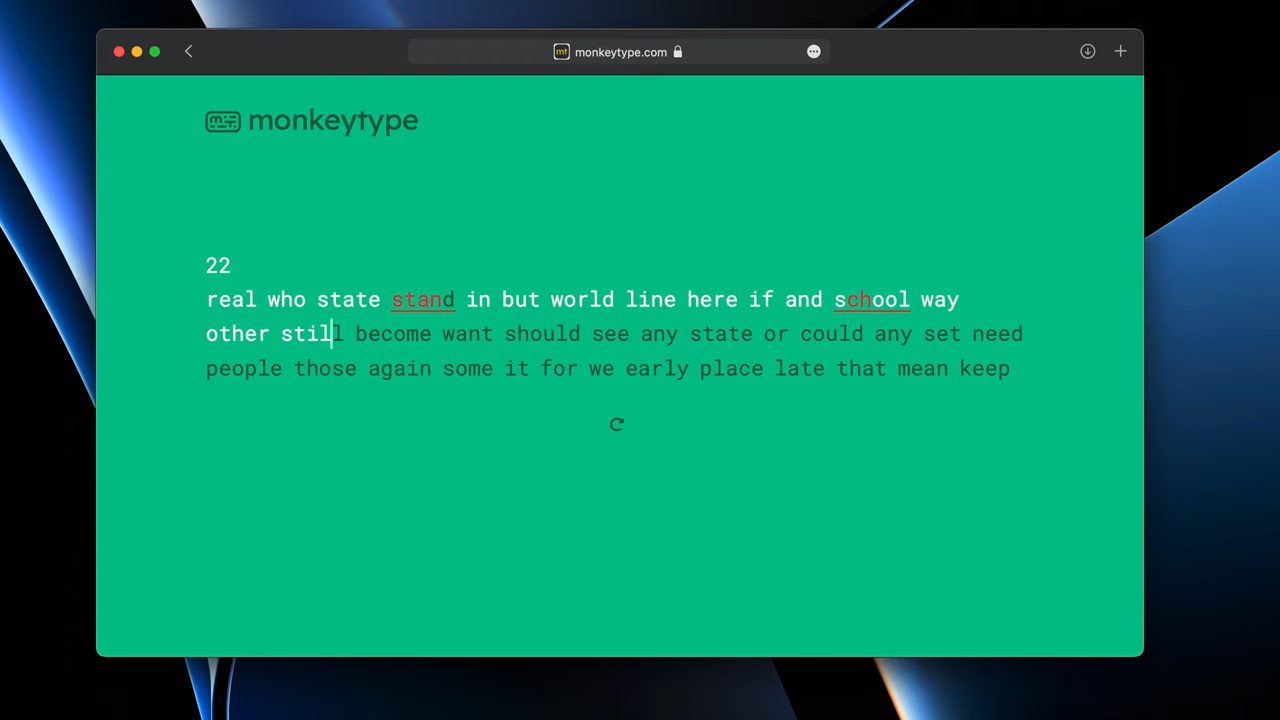 mt monkeytype.com
monkeytype
22
real who state stand in but world line here if and school way
other still become want should see any state or could any set need
people those again some it for we early place late that mean keep